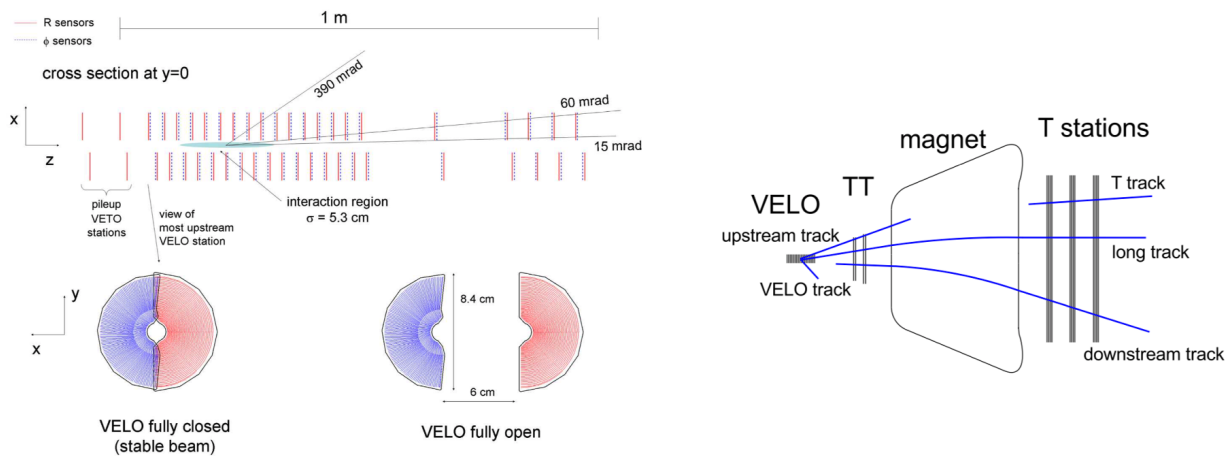 R sensors
ϕ sensors
1 m
cross section at y=0
390 mrad
60 mrad
15 mrad
x
z
pileup
VETO
stations
view of
most upstream
VELO station
interaction region
σ = 5.3 cm
y
x
8.4 cm
6 cm
VELO fully closed
(stable beam)
VELO fully open
magnet
T stations
TT
VELO
upstream track
VELO track
T track
long track
downstream track